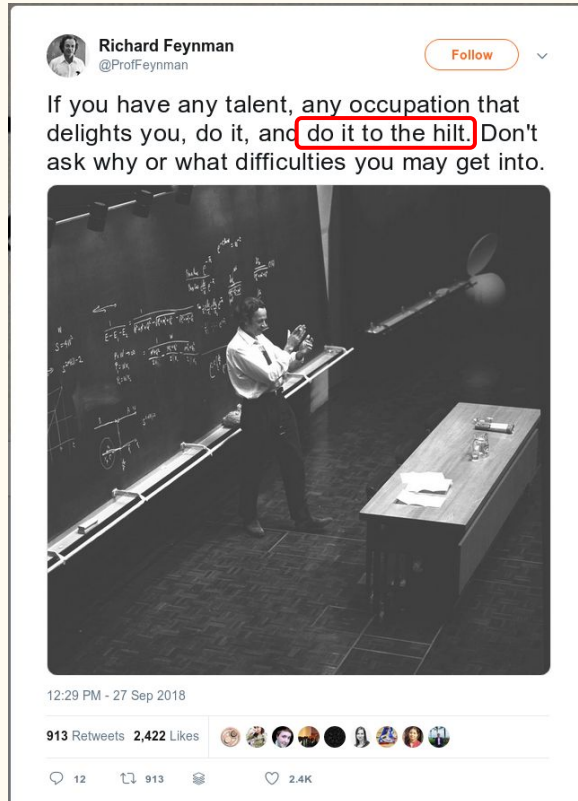 Richard Feynman
@ProfFeynman
Follow
If you have any talent, any occupation that
delights you, do it, and do it to the hilt. Don't
ask why or what difficulties you may get into.
12:29 PM - 27 Sep 2018
913 Retweets 2,422 Likes
12 913 2.4K